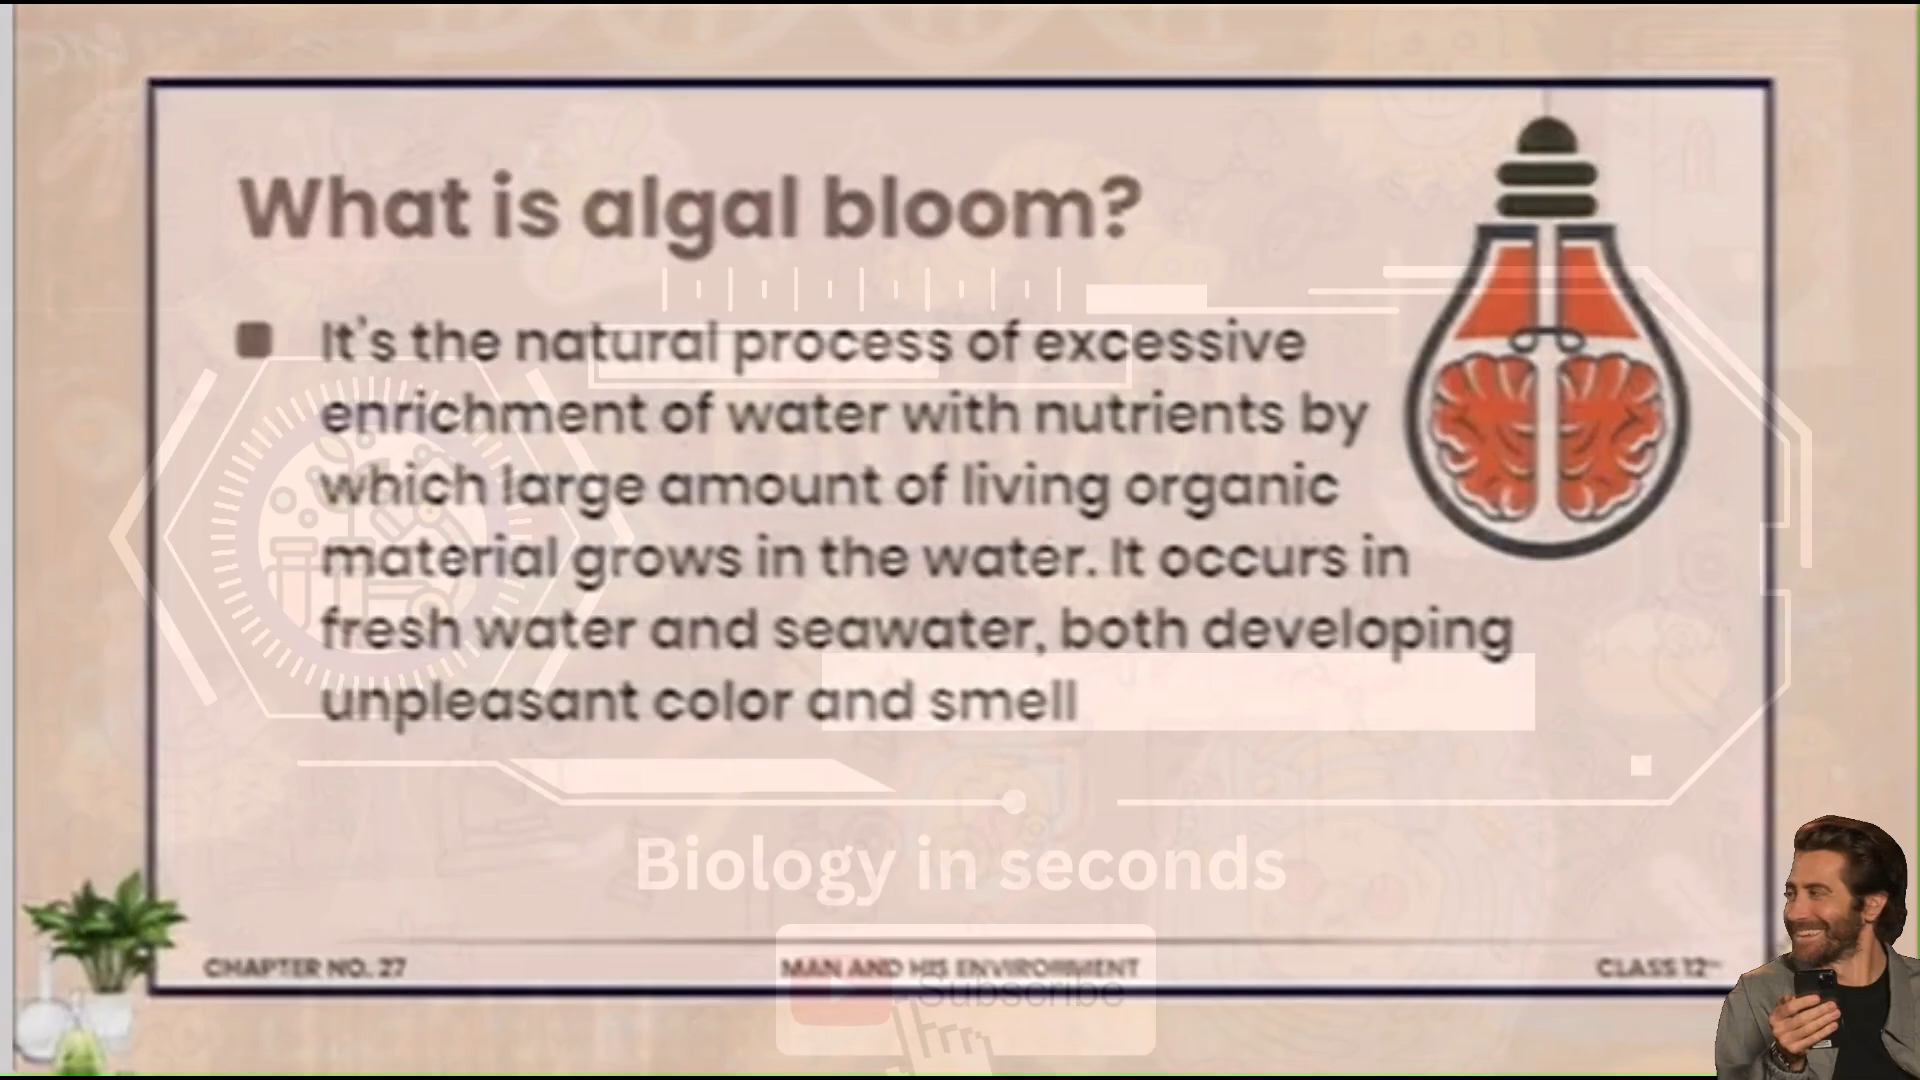 What is algal bloom?
It's the natural process of excessive
enrichment of water with nutrients by
which large amount of living organic
material grows in the water. It occurs in
fresh water and seawater, both developing
unpleasant color and smell
Biology in seconds
CHAPTER NO. 27
MAN AND HIS ENVIRONMENT
CLASS 12
Subscribe